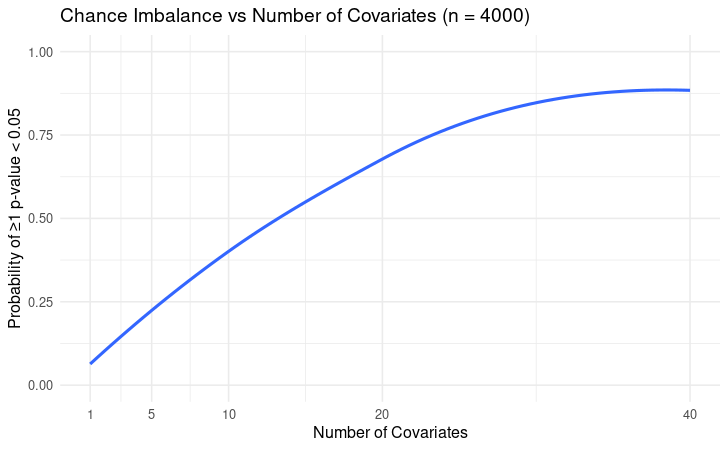 Chance Imbalance vs Number of Covariates (n = 4000)
Probability of ≥1 p-value < 0.05
1.00
0.75
0.50
0.25
0.00
1 5 10 20 40
Number of Covariates